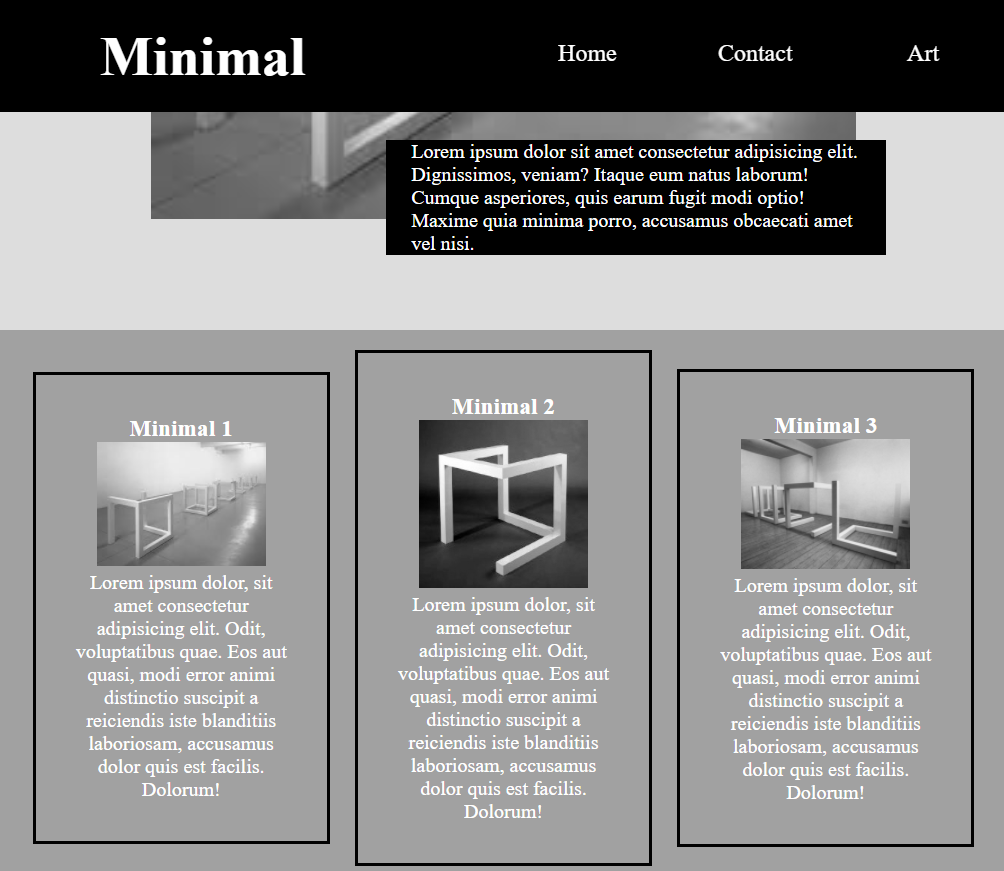 Minimal
Home Contact Art
Lorem ipsum dolor sit amet consectetur adipisicing elit.
Dignissimos, veniam? Itaque eum natus laborum!
Cumque asperiores, quis earum fugit modi optio!
Maxime quia minima porro, accusamus obcaecati amet
vel nisi.
Minimal 1
Lorem ipsum dolor, sit
amet consectetur
adipisicing elit. Odit,
voluptatibus quae. Eos aut
quasi, modi error animi
distinctio suscipit a
reiciendis iste blanditiis
laboriosam, accusamus
dolor quis est facilis.
Dolorum!
Minimal 2
Lorem ipsum dolor, sit
amet consectetur
adipisicing elit. Odit,
voluptatibus quae. Eos aut
quasi, modi error animi
distinctio suscipit a
reiciendis iste blanditiis
laboriosam, accusamus
dolor quis est facilis.
Dolorum!
Minimal 3
Lorem ipsum dolor, sit
amet consectetur
adipisicing elit. Odit,
voluptatibus quae. Eos aut
quasi, modi error animi
distinctio suscipit a
reiciendis iste blanditiis
laboriosam, accusamus
dolor quis est facilis.
Dolorum!